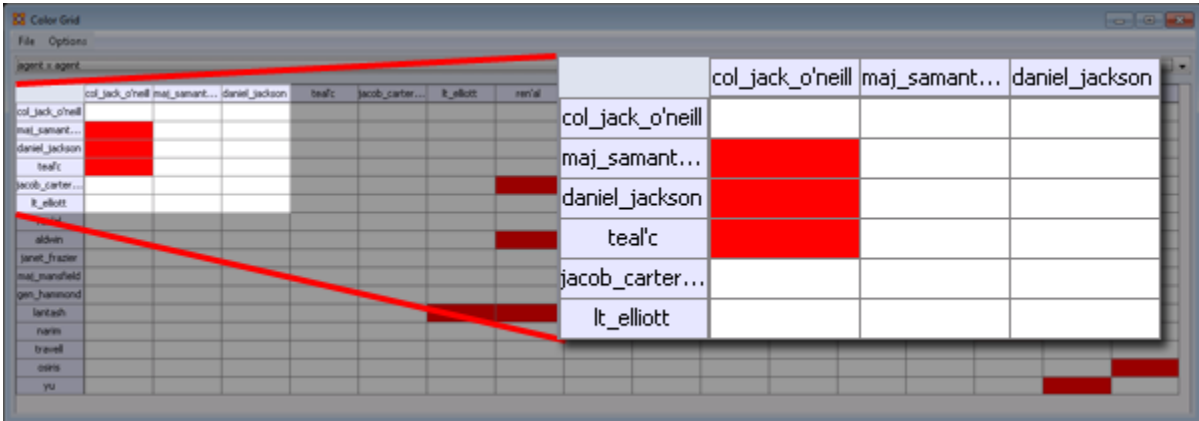 Color Grid
File Options
agent x agent
col_jack_o'neill maj_samant... daniel_jackson teal'c jacob_carter... lt_elliott ren'al
col_jack_o'neill
maj_samant...
daniel_jackson
teal'c
jacob_carter...
lt_elliott
aldwin
janet_frazier
maj_mansfield
gen_hammond
lantash
narim
travell
osiris
yu
col_jack_o'neill maj_samant... daniel_jackson
col_jack_o'neill
maj_samant...
daniel_jackson
teal'c
jacob_carter...
lt_elliott